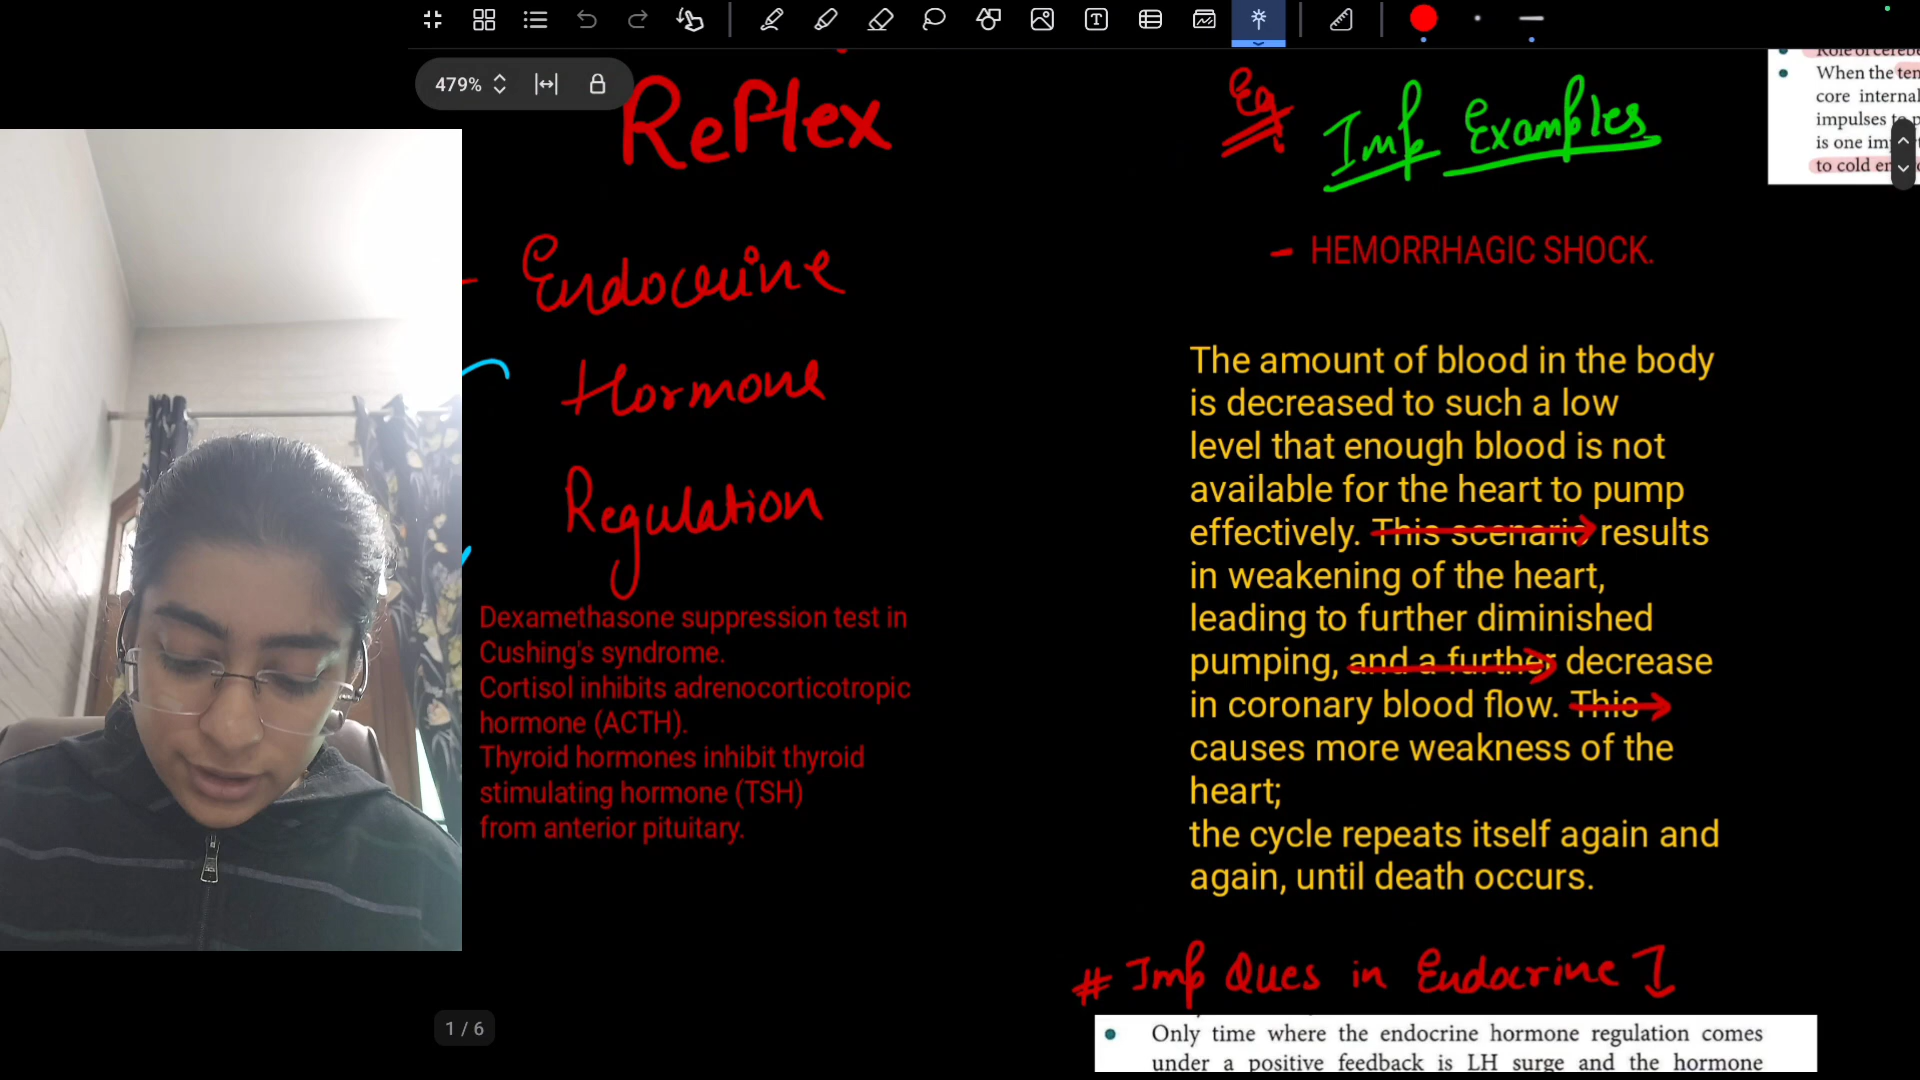 479%
Reflex
Eg
Imp Examples
- HEMORRHAGIC SHOCK.
- Endocrine
Hormone
Regulation
Dexamethasone suppression test in
Cushing's syndrome.
Cortisol inhibits adrenocorticotropic
hormone (ACTH).
Thyroid hormones inhibit thyroid
stimulating hormone (TSH)
from anterior pituitary.
The amount of blood in the body
is decreased to such a low
level that enough blood is not
available for the heart to pump
effectively. This scenario results
in weakening of the heart,
leading to further diminished
pumping, and a further decrease
in coronary blood flow. This
causes more weakness of the
heart;
the cycle repeats itself again and
again, until death occurs.
# Imp Ques in Endocrine
Only time where the endocrine hormone regulation comes
under a positive feedback is LH surge and the hormone
When the
core
impulses
is one
to cold
1 / 6